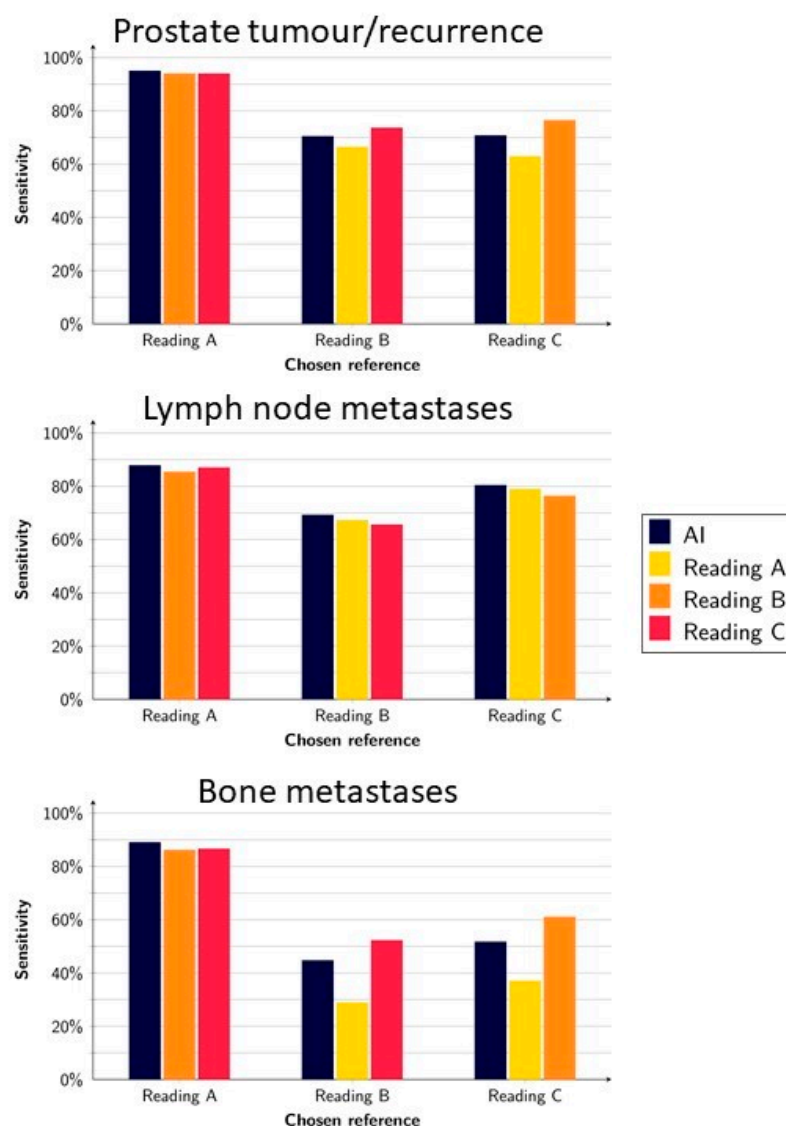 Prostate tumour/recurrence
100%
80%
60%
40%
20%
0%
Sensitivity
Reading A
Reading B
Reading C
Chosen reference
Lymph node metastases
100%
80%
60%
40%
20%
0%
Sensitivity
Reading A
Reading B
Reading C
Chosen reference
AI
Reading A
Reading B
Reading C
Bone metastases
100%
80%
60%
40%
20%
0%
Sensitivity
Reading A
Reading B
Reading C
Chosen reference